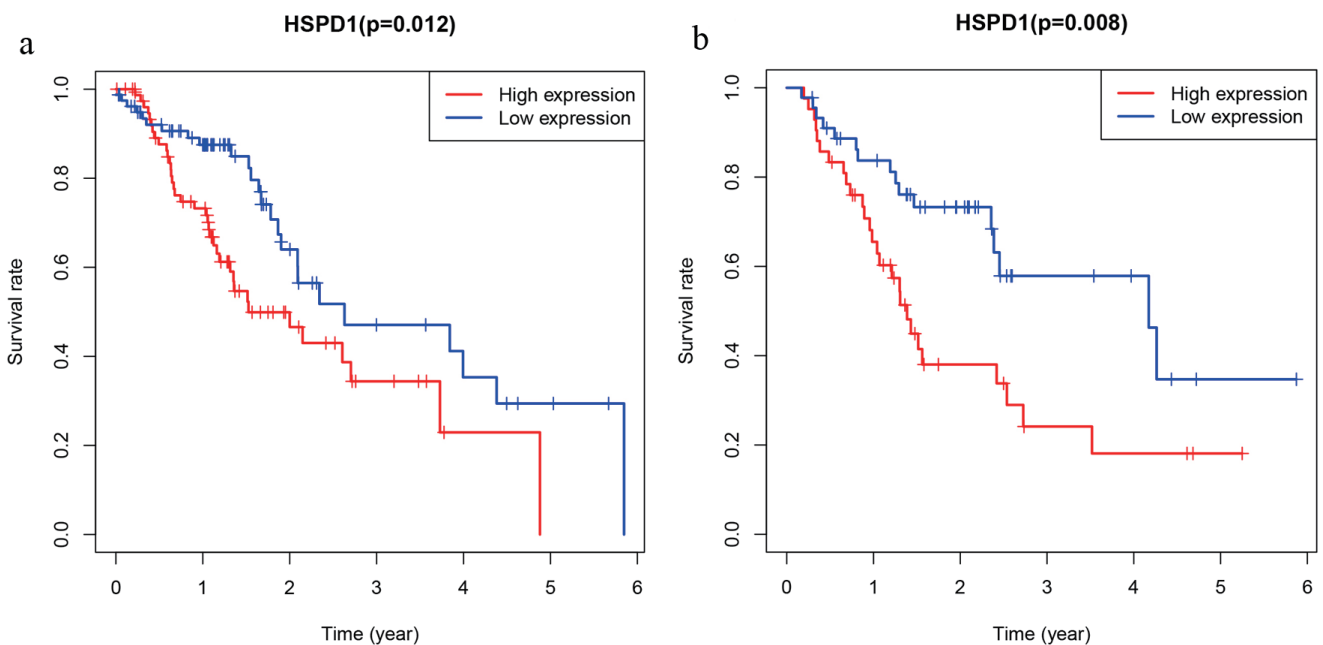 a
HSPD1(p=0.012)
High expression
Low expression
Survival rate
1.0
0.8
0.6
0.4
0.2
0.0
0 1 2 3 4 5 6
Time (year)
b
HSPD1(p=0.008)
High expression
Low expression
Survival rate
1.0
0.8
0.6
0.4
0.2
0.0
0 1 2 3 4 5 6
Time (year)